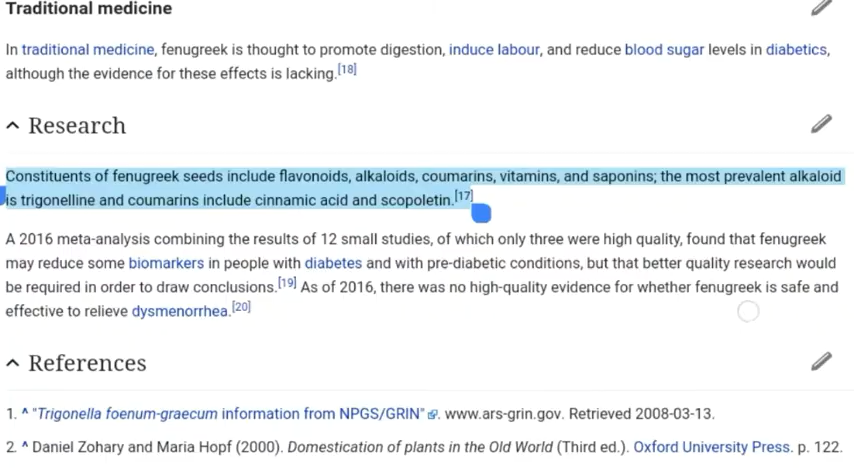 Traditional medicine
In traditional medicine, fenugreek is thought to promote digestion, induce labour, and reduce blood sugar levels in diabetics,
although the evidence for these effects is lacking.[18]
Research
Constituents of fenugreek seeds include flavonoids, alkaloids, coumarins, vitamins, and saponins; the most prevalent alkaloid
is trigonelline and coumarins include cinnamic acid and scopoletin.[17]
A 2016 meta-analysis combining the results of 12 small studies, of which only three were high quality, found that fenugreek
may reduce some biomarkers in people with diabetes and with pre-diabetic conditions, but that better quality research would
be required in order to draw conclusions.[19] As of 2016, there was no high-quality evidence for whether fenugreek is safe and
effective to relieve dysmenorrhea.[20]
References
1. ^ "Trigonella foenum-graecum information from NPGS/GRIN" . www.ars-grin.gov. Retrieved 2008-03-13.
2. ^ Daniel Zohary and Maria Hopf (2000). Domestication of plants in the Old World (Third ed.). Oxford University Press. p. 122.